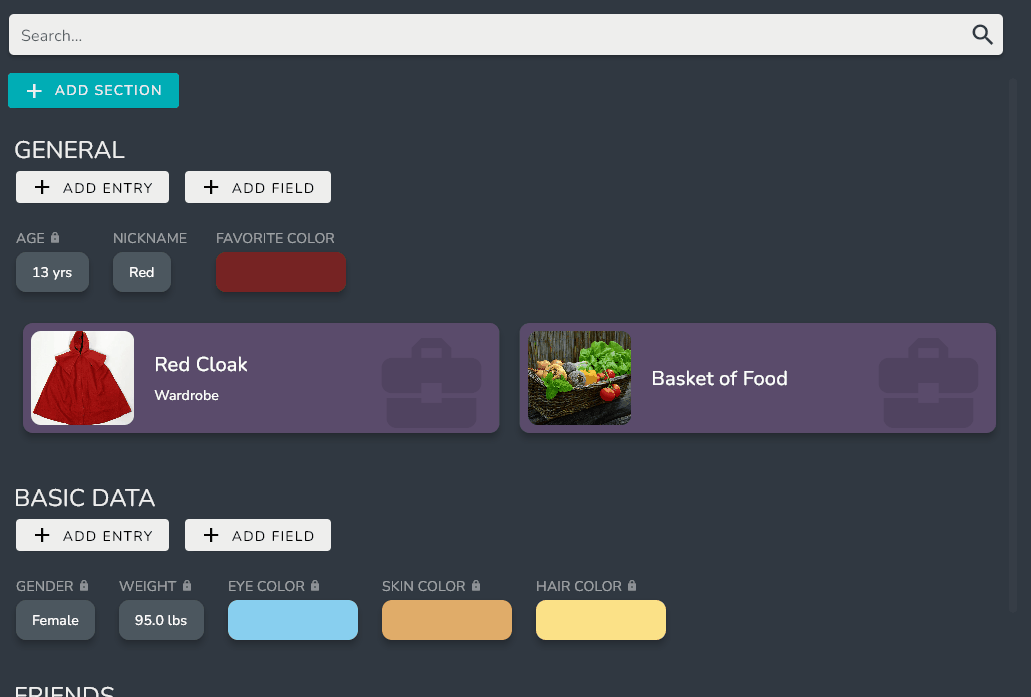 Search...
ADD SECTION
GENERAL
ADD ENTRY ADD FIELD
AGE NICKNAME FAVORITE COLOR
13 yrs Red
Red Cloak
Wardrobe
Basket of Food
BASIC DATA
ADD ENTRY ADD FIELD
GENDER WEIGHT EYE COLOR SKIN COLOR HAIR COLOR
Female 95.0 lbs
FRIENDS